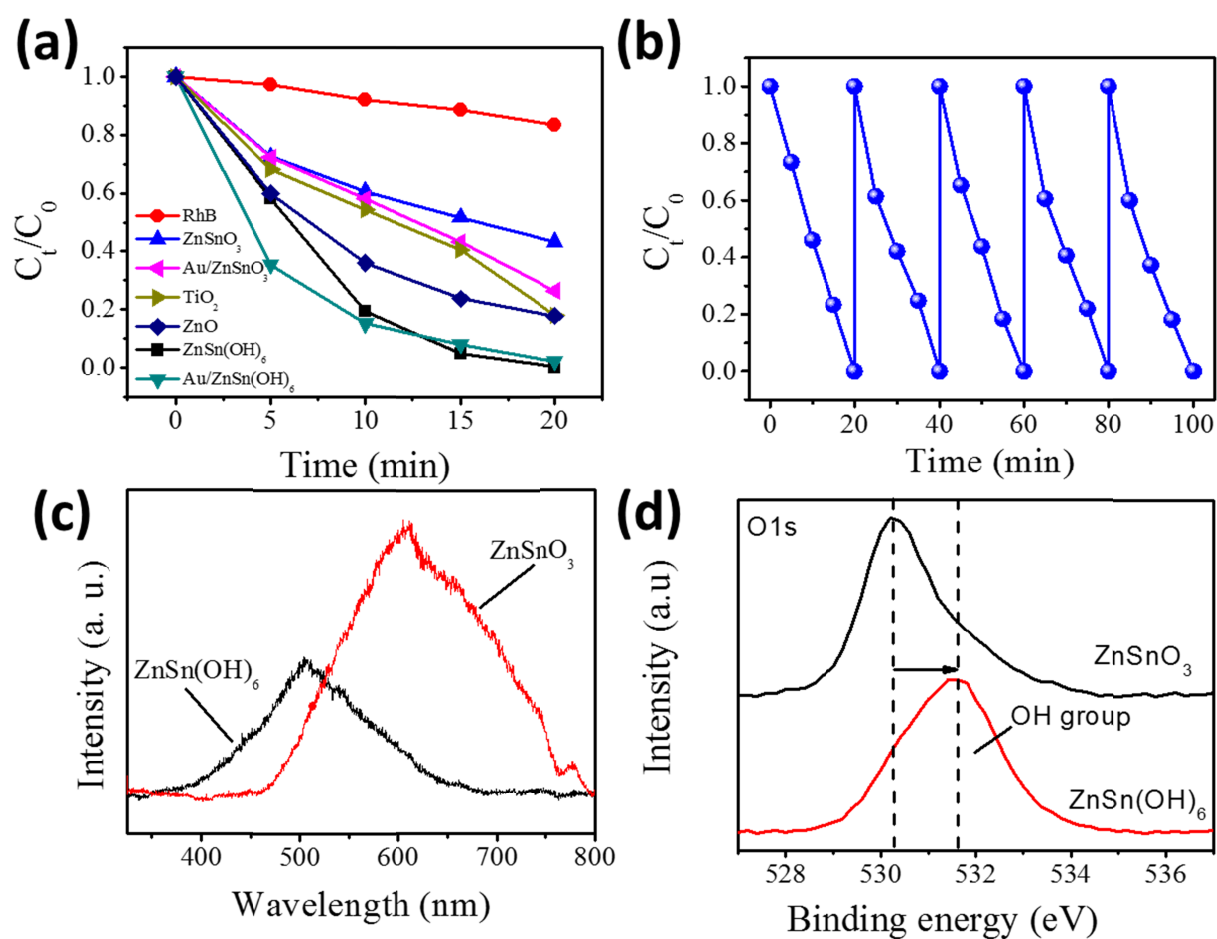 (a)
C_t/C_0
1.0
0.8
0.6
0.4
0.2
0.0
RhB
ZnSnO₃
Au/ZnSnO₃
TiO₂
ZnO
ZnSn(OH)₆
Au/ZnSn(OH)₆
0 5 10 15 20
Time (min)
(b)
C_t/C_0
1.0
0.8
0.6
0.4
0.2
0.0
0 20 40 60 80 100
Time (min)
(c)
Intensity (a. u.)
ZnSnO₃
ZnSn(OH)₆
400 500 600 700 800
Wavelength (nm)
(d)
Intensity (a.u)
O1s
ZnSnO₃
OH group
ZnSn(OH)₆
528 530 532 534 536
Binding energy (eV)